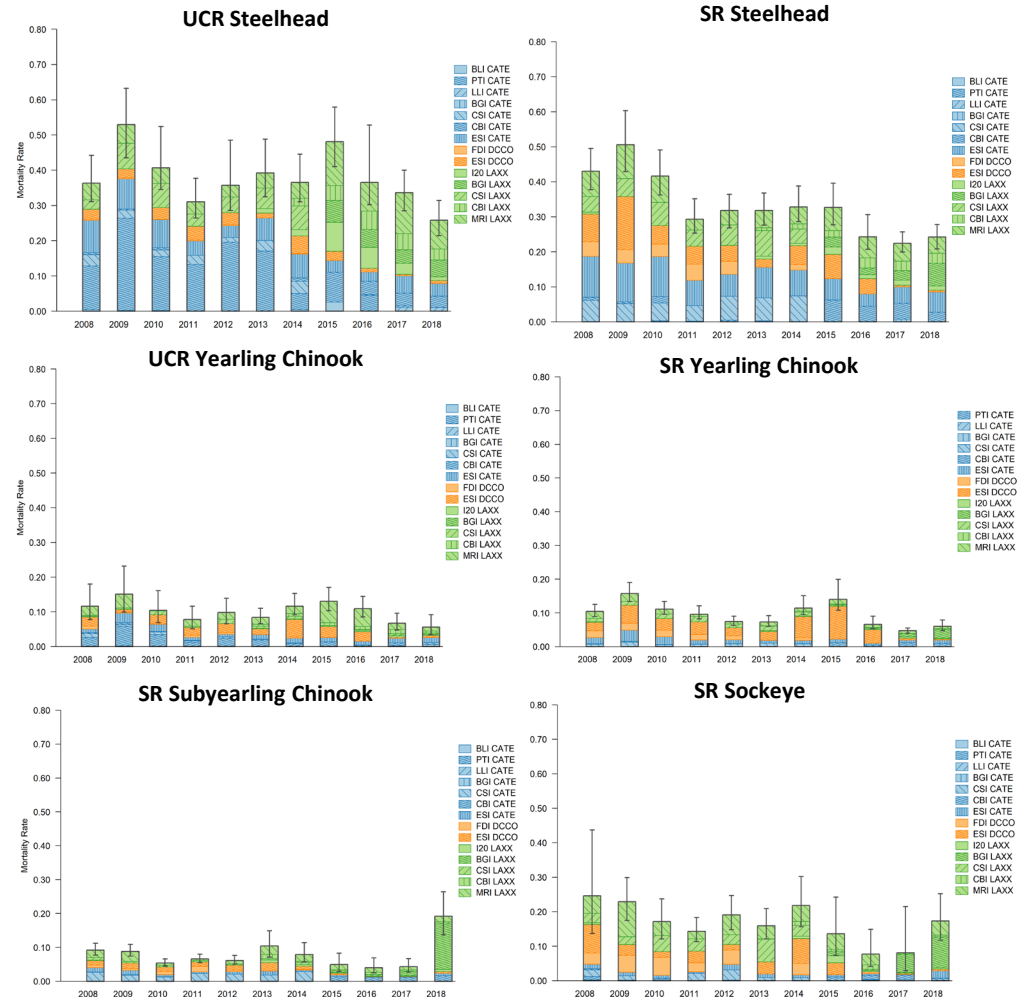 UCR Steelhead
Mortality Rate
0.80
0.70
0.60
0.50
0.40
0.30
0.20
0.10
0.00
2008 2009 2010 2011 2012 2013 2014 2015 2016 2017 2018
BLI CATE
PTI CATE
LLI CATE
BGI CATE
CSI CATE
CBI CATE
ESI CATE
FDI DCCO
ESI DCCO
I20 LAXX
BGI LAXX
CSI LAXX
CBI LAXX
MRI LAXX
SR Steelhead
0.80
0.70
0.60
0.50
0.40
0.30
0.20
0.10
0.00
2008 2009 2010 2011 2012 2013 2014 2015 2016 2017 2018
BLI CATE
PTI CATE
LLI CATE
BGI CATE
CSI CATE
CBI CATE
ESI CATE
FDI DCCO
ESI DCCO
I20 LAXX
BGI LAXX
CSI LAXX
CBI LAXX
MRI LAXX
UCR Yearling Chinook
Mortality Rate
0.80
0.70
0.60
0.50
0.40
0.30
0.20
0.10
0.00
2008 2009 2010 2011 2012 2013 2014 2015 2016 2017 2018
BLI CATE
PTI CATE
LLI CATE
BGI CATE
CSI CATE
CBI CATE
ESI CATE
FDI DCCO
ESI DCCO
I20 LAXX
BGI LAXX
CSI LAXX
CBI LAXX
MRI LAXX
SR Yearling Chinook
0.80
0.70
0.60
0.50
0.40
0.30
0.20
0.10
0.00
2008 2009 2010 2011 2012 2013 2014 2015 2016 2017 2018
PTI CATE
LLI CATE
BGI CATE
CSI CATE
CBI CATE
ESI CATE
FDI DCCO
ESI DCCO
I20 LAXX
BGI LAXX
CSI LAXX
CBI LAXX
MRI LAXX
SR Subyearling Chinook
Mortality Rate
0.80
0.70
0.60
0.50
0.40
0.30
0.20
0.10
0.00
2008 2009 2010 2011 2012 2013 2014 2015 2016 2017 2018
BLI CATE
PTI CATE
LLI CATE
BGI CATE
CSI CATE
CBI CATE
ESI CATE
FDI DCCO
ESI DCCO
I20 LAXX
BGI LAXX
CSI LAXX
CBI LAXX
MRI LAXX
SR Sockeye
0.80
0.70
0.60
0.50
0.40
0.30
0.20
0.10
0.00
2008 2009 2010 2011 2012 2013 2014 2015 2016 2017 2018
BLI CATE
PTI CATE
LLI CATE
BGI CATE
CSI CATE
CBI CATE
ESI CATE
FDI DCCO
ESI DCCO
I20 LAXX
BGI LAXX
CSI LAXX
CBI LAXX
MRI LAXX